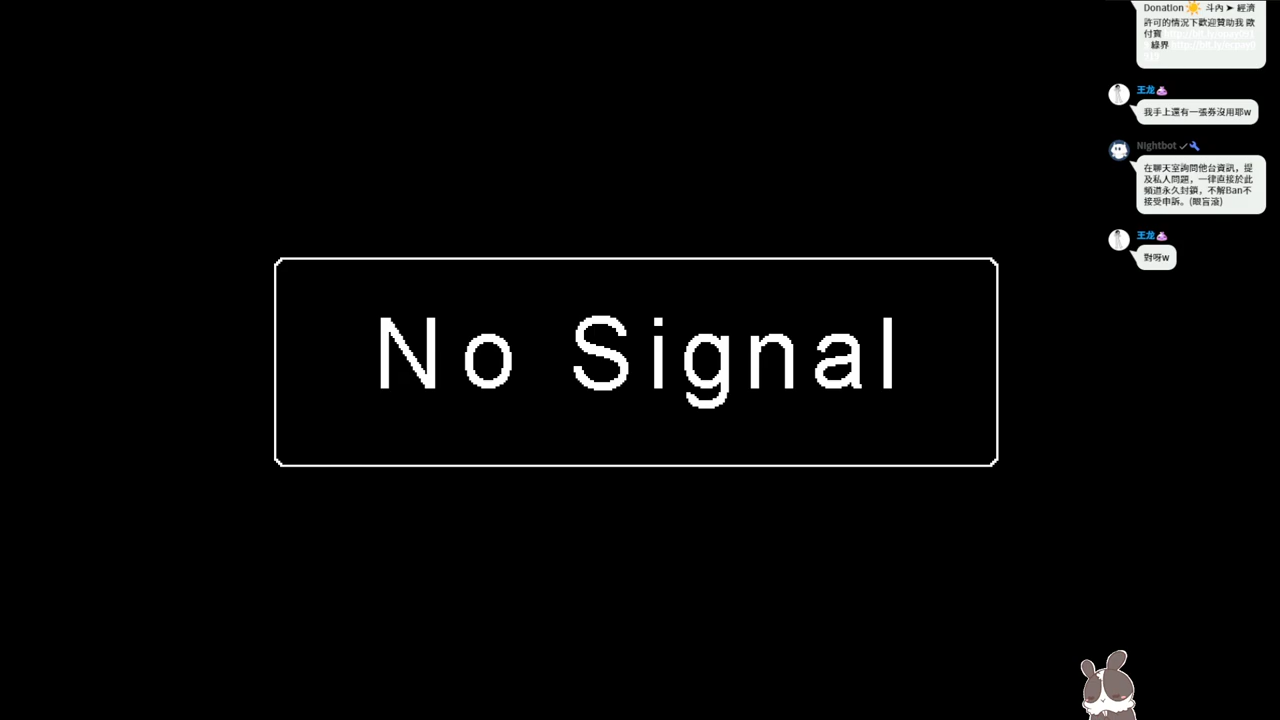 No Signal
Donation ☀️ 斗內 ➤ 經濟
許可的情況下歡迎贊助我 歐
付寶
綠界
王龙💩
我手上還有一張券沒用耶w
Nightbot
在聊天室詢問他台資訊，提
及私人問題，一律直接於此
頻道永久封鎖，不解Ban不
接受申訴。(眼盲滾)
王龙💩
對呀w